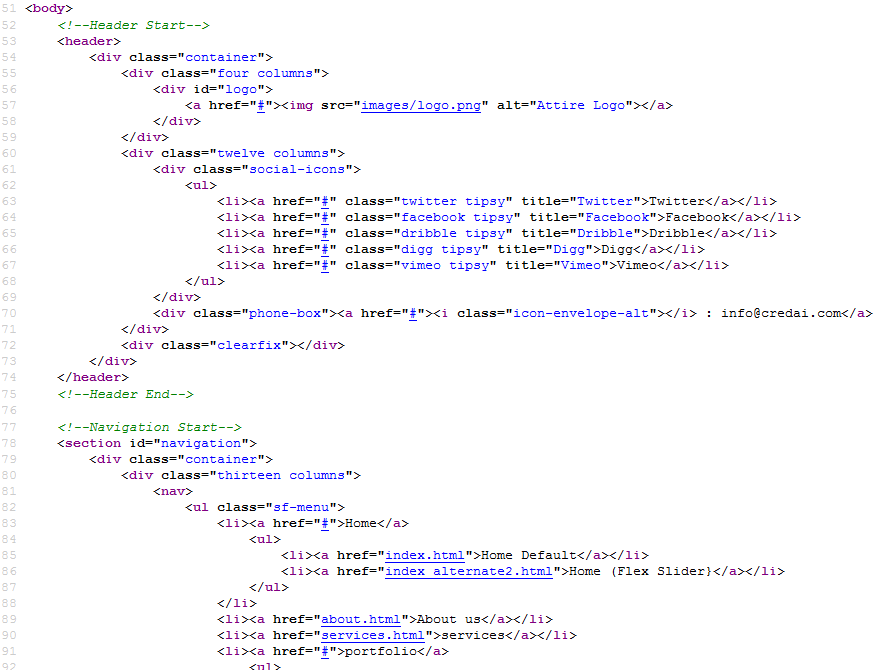 51 <body>
52 <!--Header Start-->
53 <header>
54 <div class="container">
55 <div class="four columns">
56 <div id="logo">
57 <a href="#"><img src="images/logo.png" alt="Attire Logo"></a>
58 </div>
59 </div>
60 <div class="twelve columns">
61 <div class="social-icons">
62 <ul>
63 <li><a href="#" class="twitter tipsy" title="Twitter">Twitter</a></li>
64 <li><a href="#" class="facebook tipsy" title="Facebook">Facebook</a></li>
65 <li><a href="#" class="dribble tipsy" title="Dribble">Dribble</a></li>
66 <li><a href="#" class="digg tipsy" title="Digg">Digg</a></li>
67 <li><a href="#" class="vimeo tipsy" title="Vimeo">Vimeo</a></li>
68 </ul>
69 </div>
70 <div class="phone-box"><a href="#"><i class="icon-envelope-alt"></i> : info@credai.com</a>
71 </div>
72 <div class="clearfix"></div>
73 </div>
74 </header>
75 <!--Header End-->
76
77 <!--Navigation Start-->
78 <section id="navigation">
79 <div class="container">
80 <div class="thirteen columns">
81 <nav>
82 <ul class="sf-menu">
83 <li><a href="#">Home</a>
84 <ul>
85 <li><a href="index.html">Home Default</a></li>
86 <li><a href="index_alternate2.html">Home (Flex Slider}</a></li>
87 </ul>
88 </li>
89 <li><a href="about.html">About us</a></li>
90 <li><a href="services.html">services</a></li>
91 <li><a href="#">portfolio</a>
92 <ul>